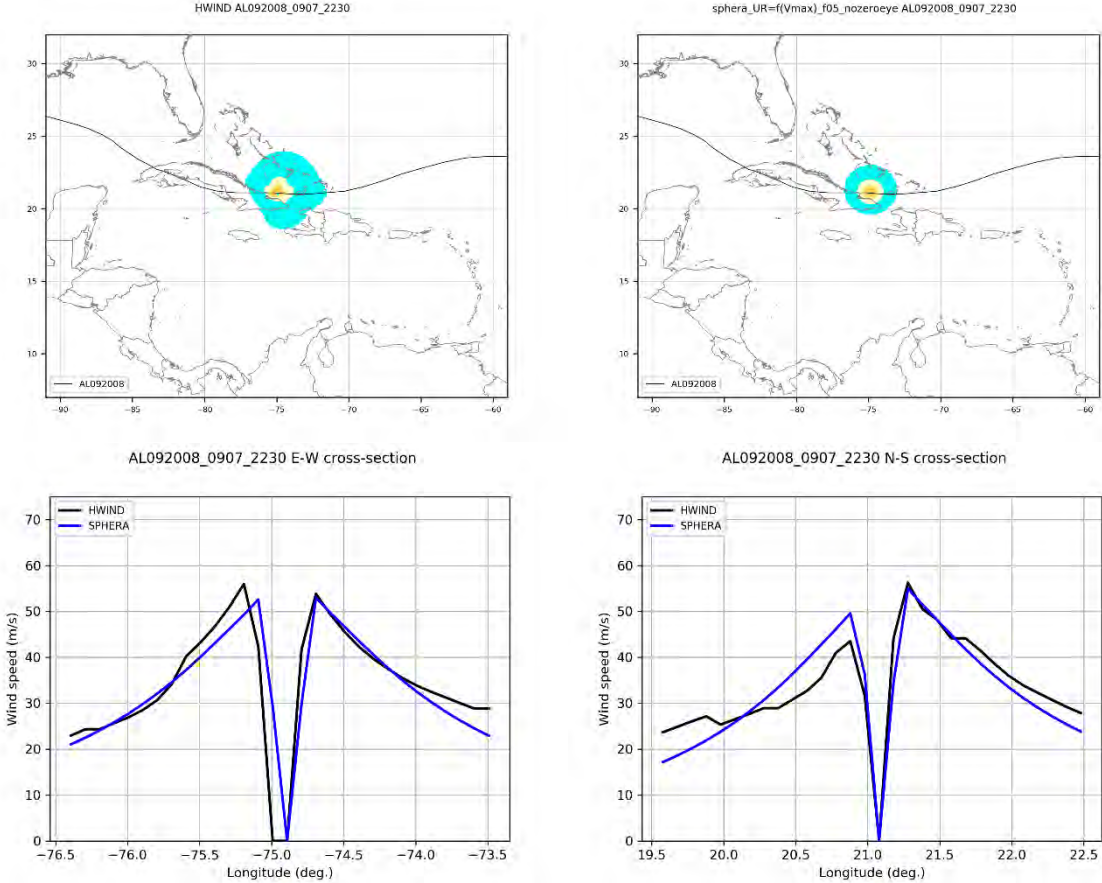 HWIND AL092008_0907_2230
sphera_UR=f(Vmax)_f05_nozeroeye AL092008_0907_2230
30
25
20
15
10
AL092008
−90 −85 −80 −75 −70 −65 −60
30
25
20
15
10
AL092008
−90 −85 −80 −75 −70 −65 −60
AL092008_0907_2230 E-W cross-section
HWIND
SPHERA
70
60
50
40
30
20
10
0
Wind speed (m/s)
−76.5 −76.0 −75.5 −75.0 −74.5 −74.0 −73.5
Longitude (deg.)
AL092008_0907_2230 N-S cross-section
HWIND
SPHERA
70
60
50
40
30
20
10
0
Wind speed (m/s)
19.5 20.0 20.5 21.0 21.5 22.0 22.5
Longitude (deg.)